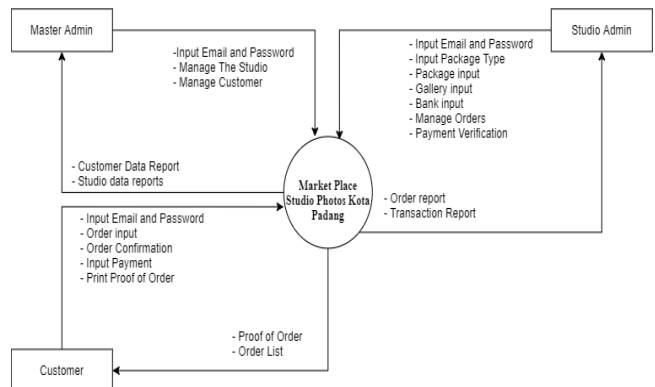 Master Admin
Studio Admin
-Input Email and Password
- Manage The Studio
- Manage Customer
- Input Email and Password
- Input Package Type
- Package input
- Gallery input
- Bank input
- Manage Orders
- Payment Verification
- Customer Data Report
- Studio data reports
Market Place
Studio Photos Kota
Padang
- Order report
- Transaction Report
- Input Email and Password
- Order input
- Order Confirmation
- Input Payment
- Print Proof of Order
- Proof of Order
- Order List
Customer